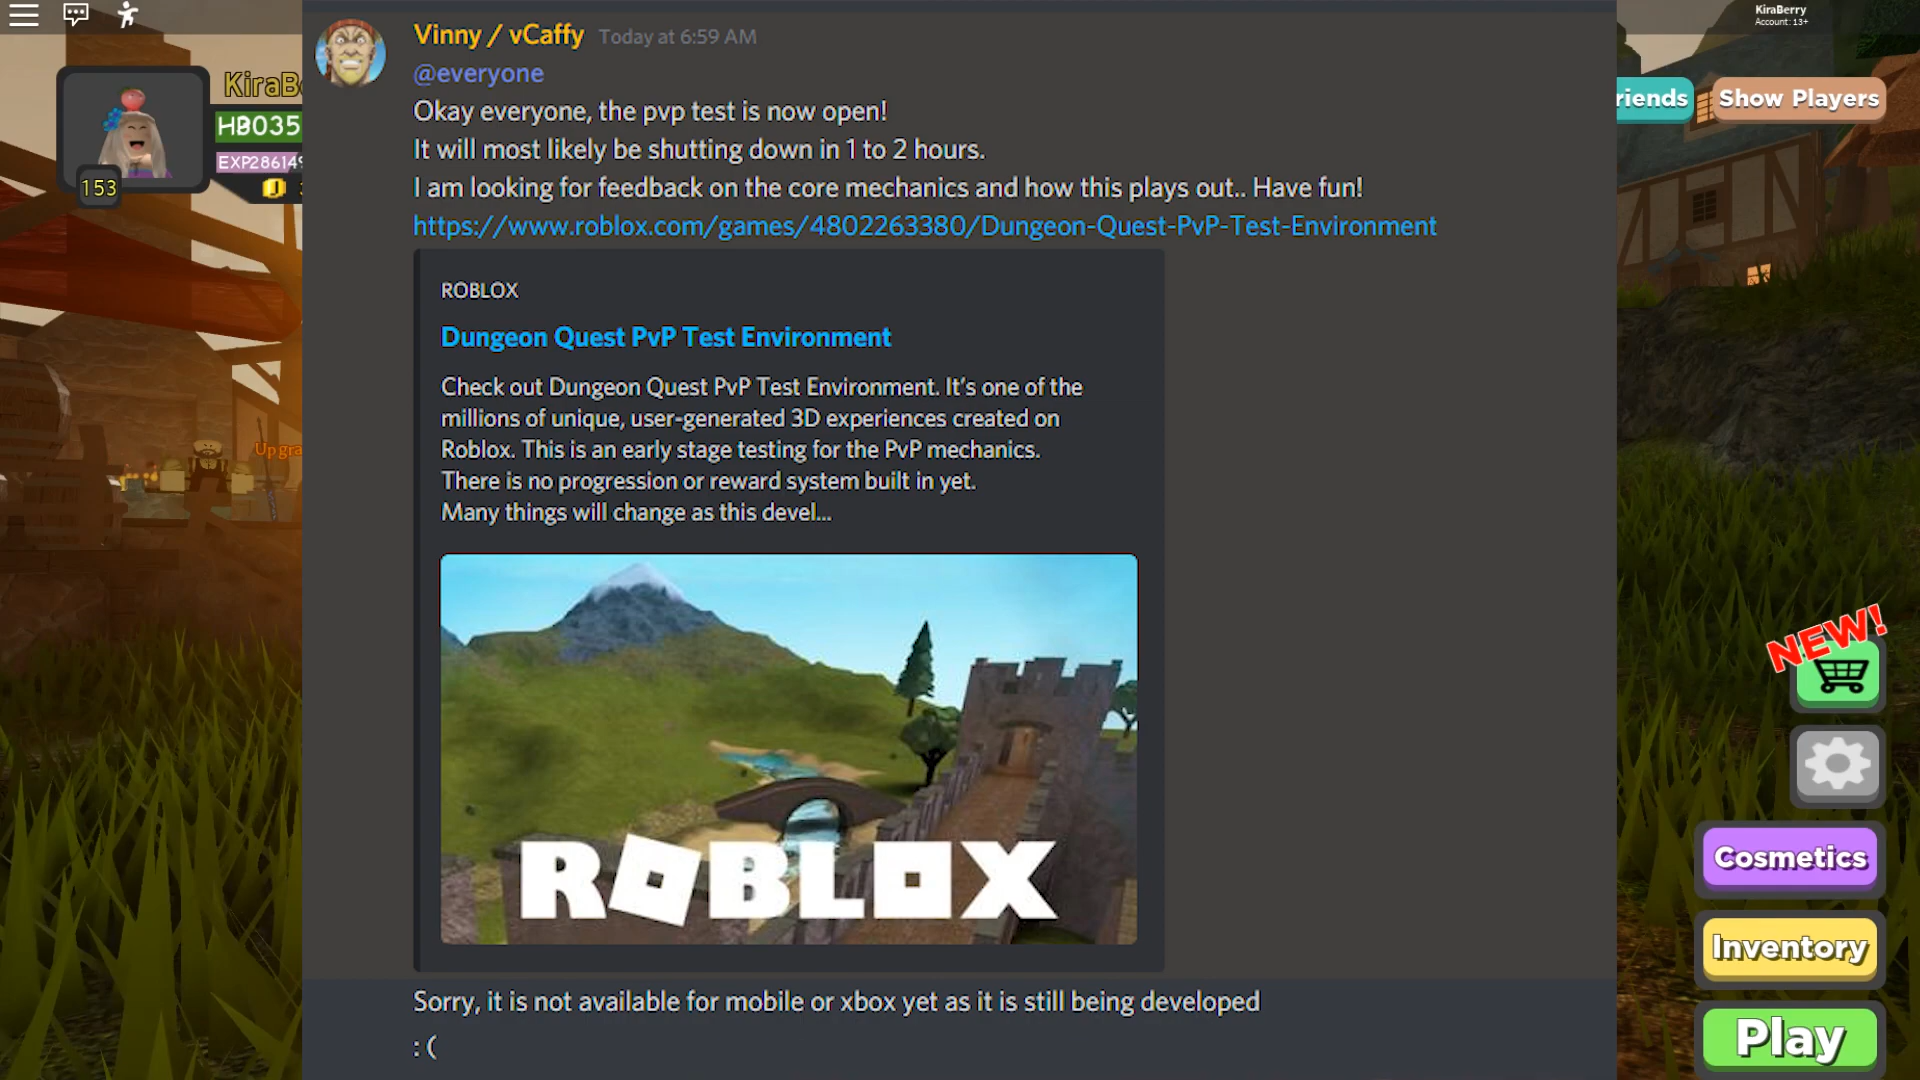 KiraBerry
Account: 13+
Vinny / vCaffy Today at 6:59 AM
@everyone
Okay everyone, the pvp test is now open!
It will most likely be shutting down in 1 to 2 hours.
I am looking for feedback on the core mechanics and how this plays out.. Have fun!
https://www.roblox.com/games/4802263380/Dungeon-Quest-PvP-Test-Environment
ROBLOX
Dungeon Quest PvP Test Environment
Check out Dungeon Quest PvP Test Environment. It's one of the
millions of unique, user-generated 3D experiences created on
Roblox. This is an early stage testing for the PvP mechanics.
There is no progression or reward system built in yet.
Many things will change as this devel...
ROBLOX
Sorry, it is not available for mobile or xbox yet as it is still being developed
: (
KiraB
HB035
EXP28614
153
Upgra
riends
Show Players
NEW!
Cosmetics
Inventory
Play